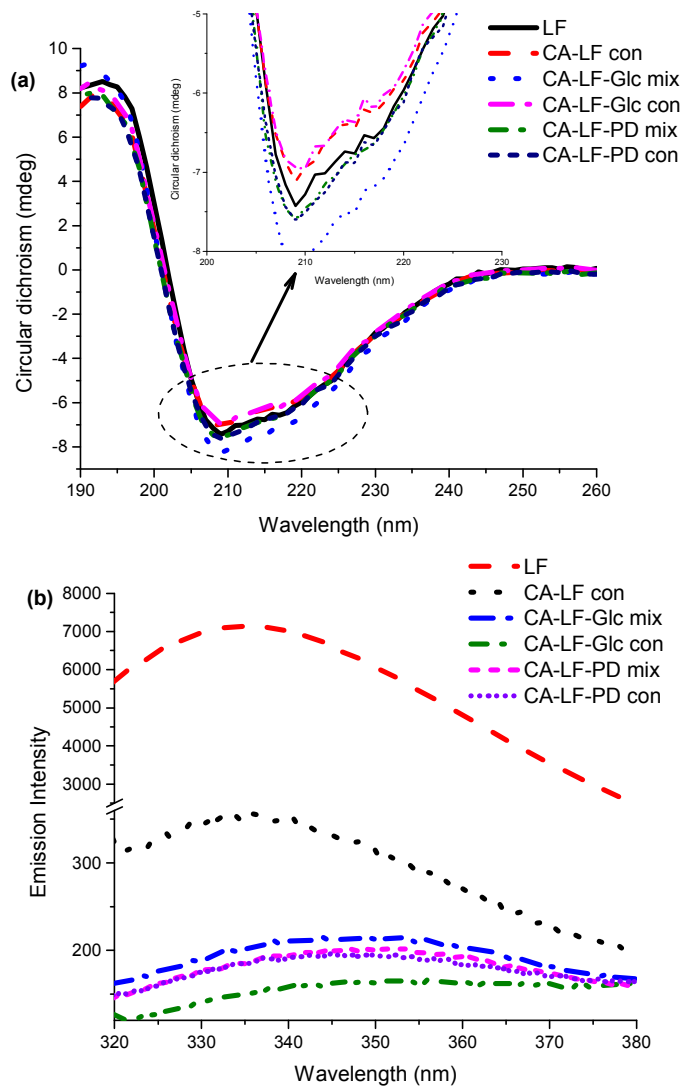 (a)
Circular dichroism (mdeg)
10
8
6
4
2
0
-2
-4
-6
-8
190 200 210 220 230 240 250 260
Wavelength (nm)
Circular dichroism (mdeg)
-5
-6
-7
-8
200 210 220 230
Wavelength (nm)
LF
CA-LF con
CA-LF-Glc mix
CA-LF-Glc con
CA-LF-PD mix
CA-LF-PD con
(b)
Emission Intensity
8000
7000
6000
5000
4000
3000
300
200
320 330 340 350 360 370 380
Wavelength (nm)
LF
CA-LF con
CA-LF-Glc mix
CA-LF-Glc con
CA-LF-PD mix
CA-LF-PD con